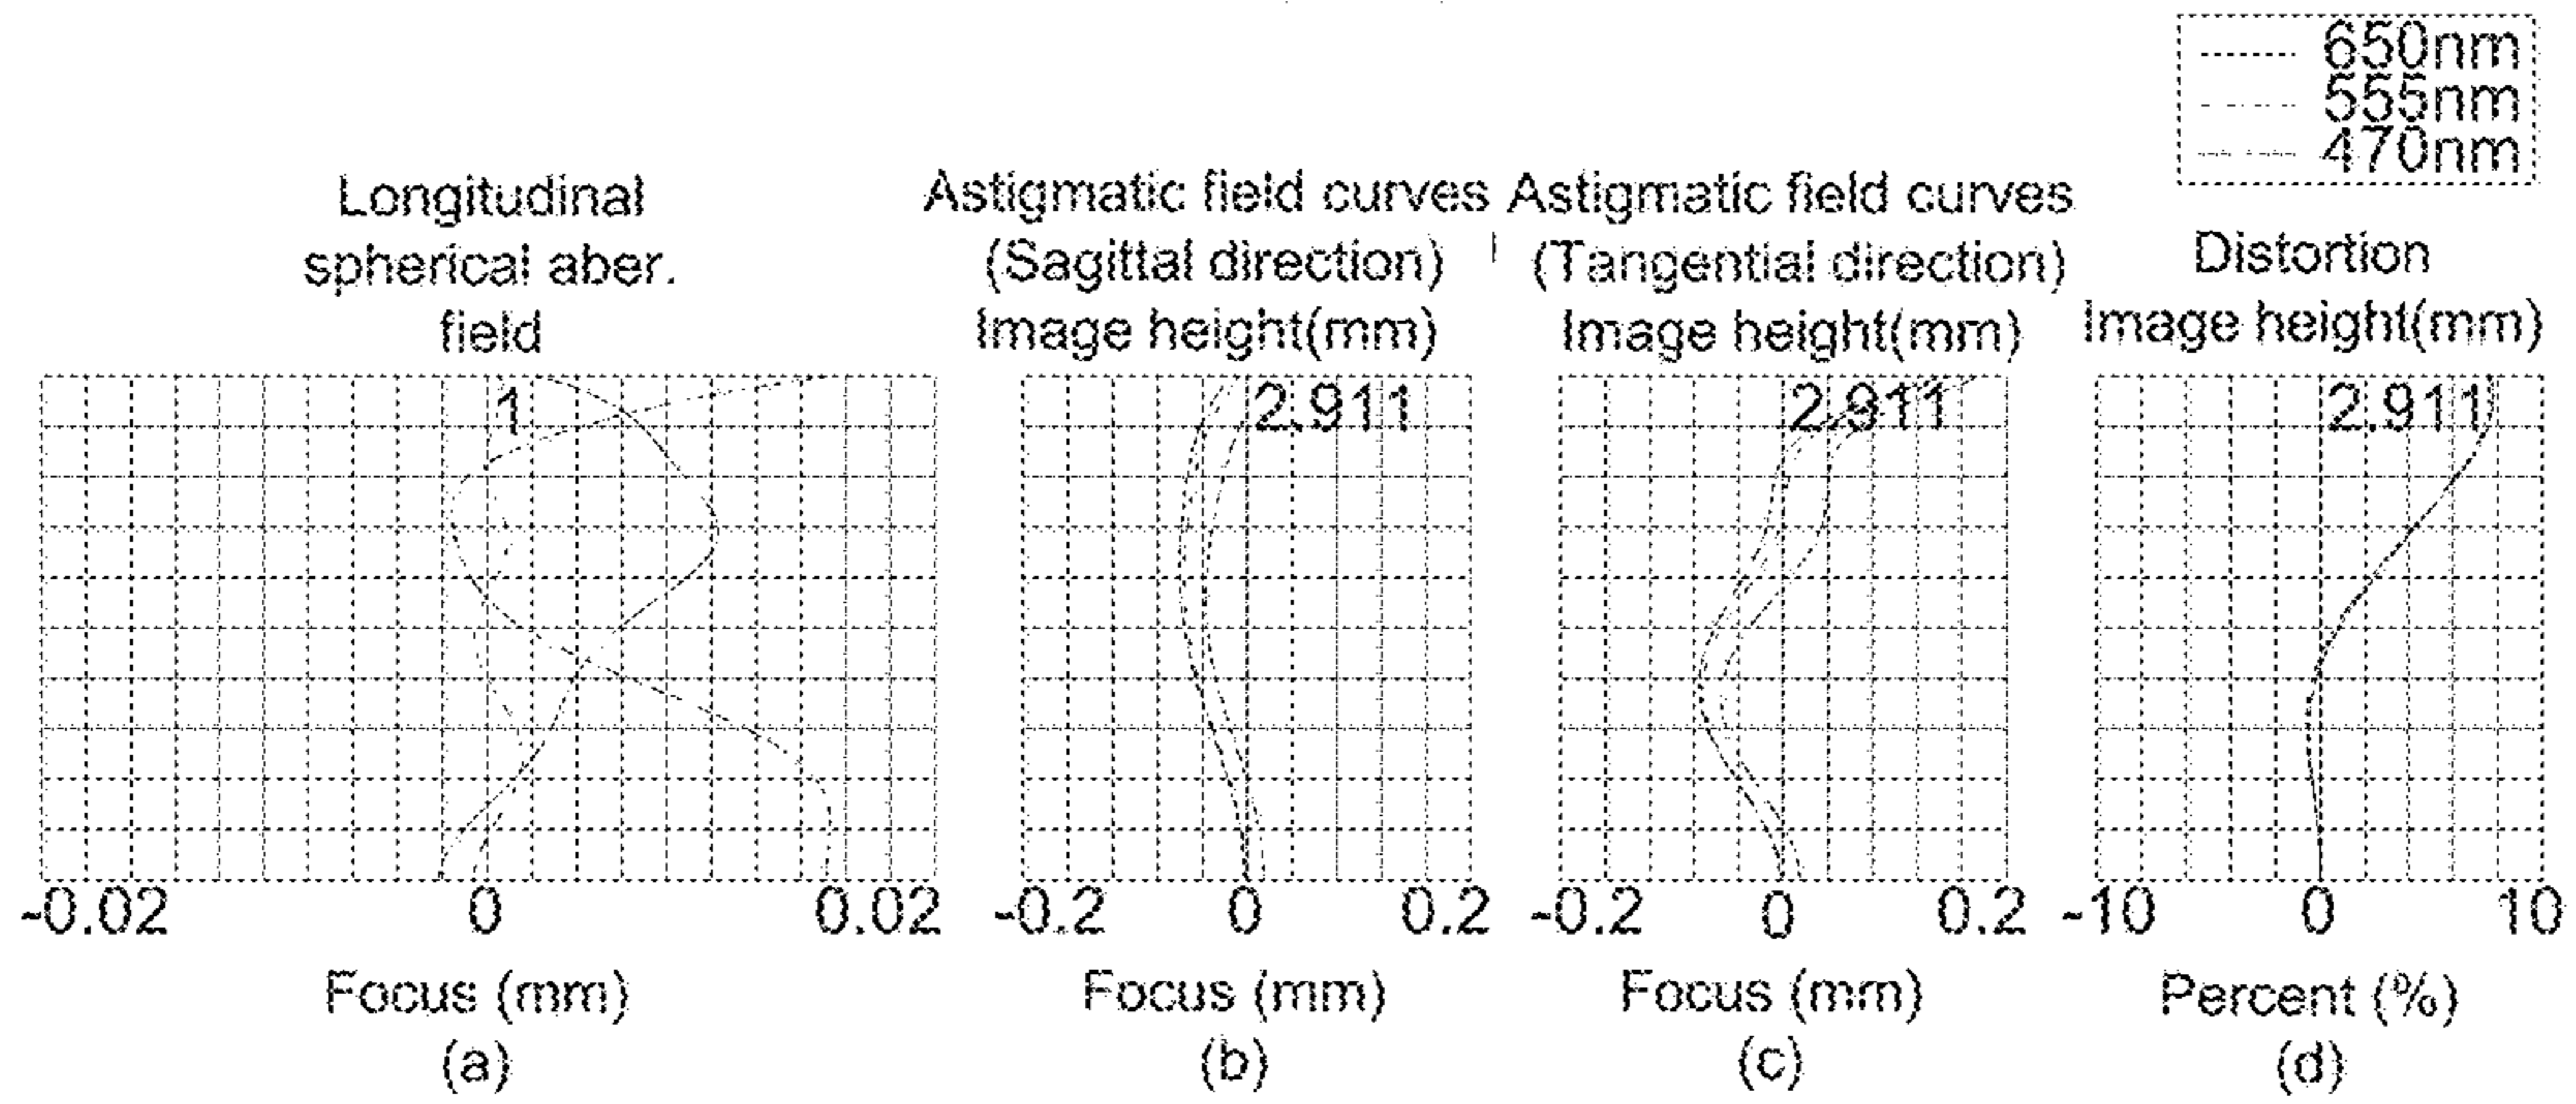 650nm
555nm
470nm
Longitudinal
spherical aber.
field
1
-0.02 0 0.02
Focus (mm)
(a)
Astigmatic field curves
(Sagittal direction)
Image height(mm)
2.911
-0.2 0 0.2
Focus (mm)
(b)
Astigmatic field curves
(Tangential direction)
Image height(mm)
2.911
-0.2 0 0.2
Focus (mm)
(c)
Distortion
Image height(mm)
2.911
-10 0 10
Percent (%)
(d)